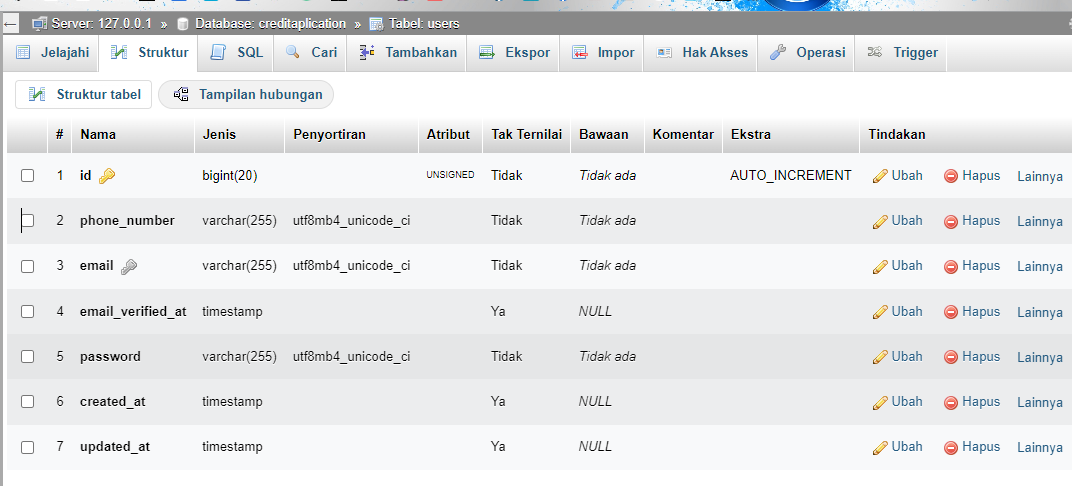 Server: 127.0.0.1 » Database: creditaplication » Tabel: users
Jelajahi Struktur SQL Cari Tambahkan Ekspor Impor Hak Akses Operasi Trigger
Struktur tabel Tampilan hubungan
# Nama Jenis Penyortiran Atribut Tak Ternilai Bawaan Komentar Ekstra Tindakan
1 id bigint(20) UNSIGNED Tidak Tidak ada AUTO_INCREMENT Ubah Hapus Lainnya
2 phone_number varchar(255) utf8mb4_unicode_ci Tidak Tidak ada Ubah Hapus Lainnya
3 email varchar(255) utf8mb4_unicode_ci Tidak Tidak ada Ubah Hapus Lainnya
4 email_verified_at timestamp Ya NULL Ubah Hapus Lainnya
5 password varchar(255) utf8mb4_unicode_ci Tidak Tidak ada Ubah Hapus Lainnya
6 created_at timestamp Ya NULL Ubah Hapus Lainnya
7 updated_at timestamp Ya NULL Ubah Hapus Lainnya